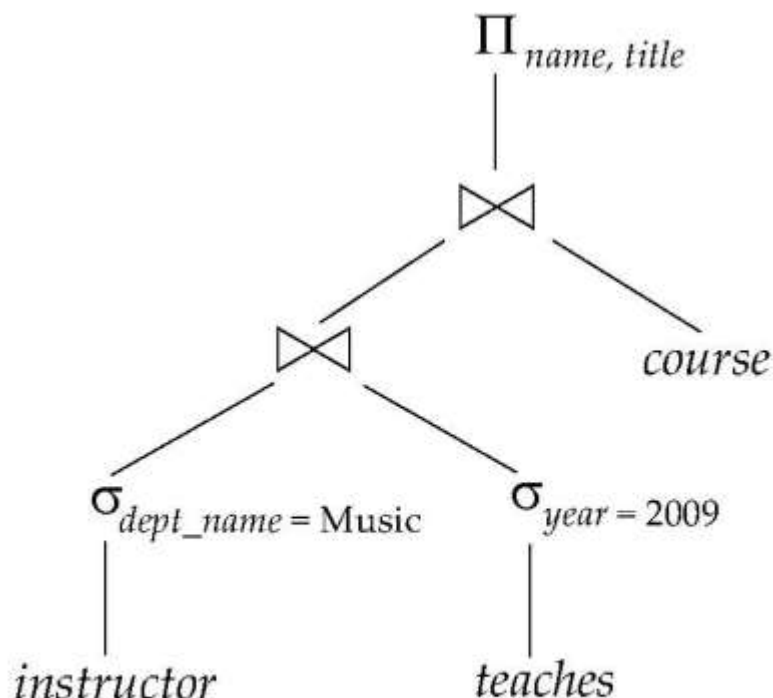 Π name, title
⋈
⋈
course
σ dept_name = Music
σ year = 2009
instructor
teaches